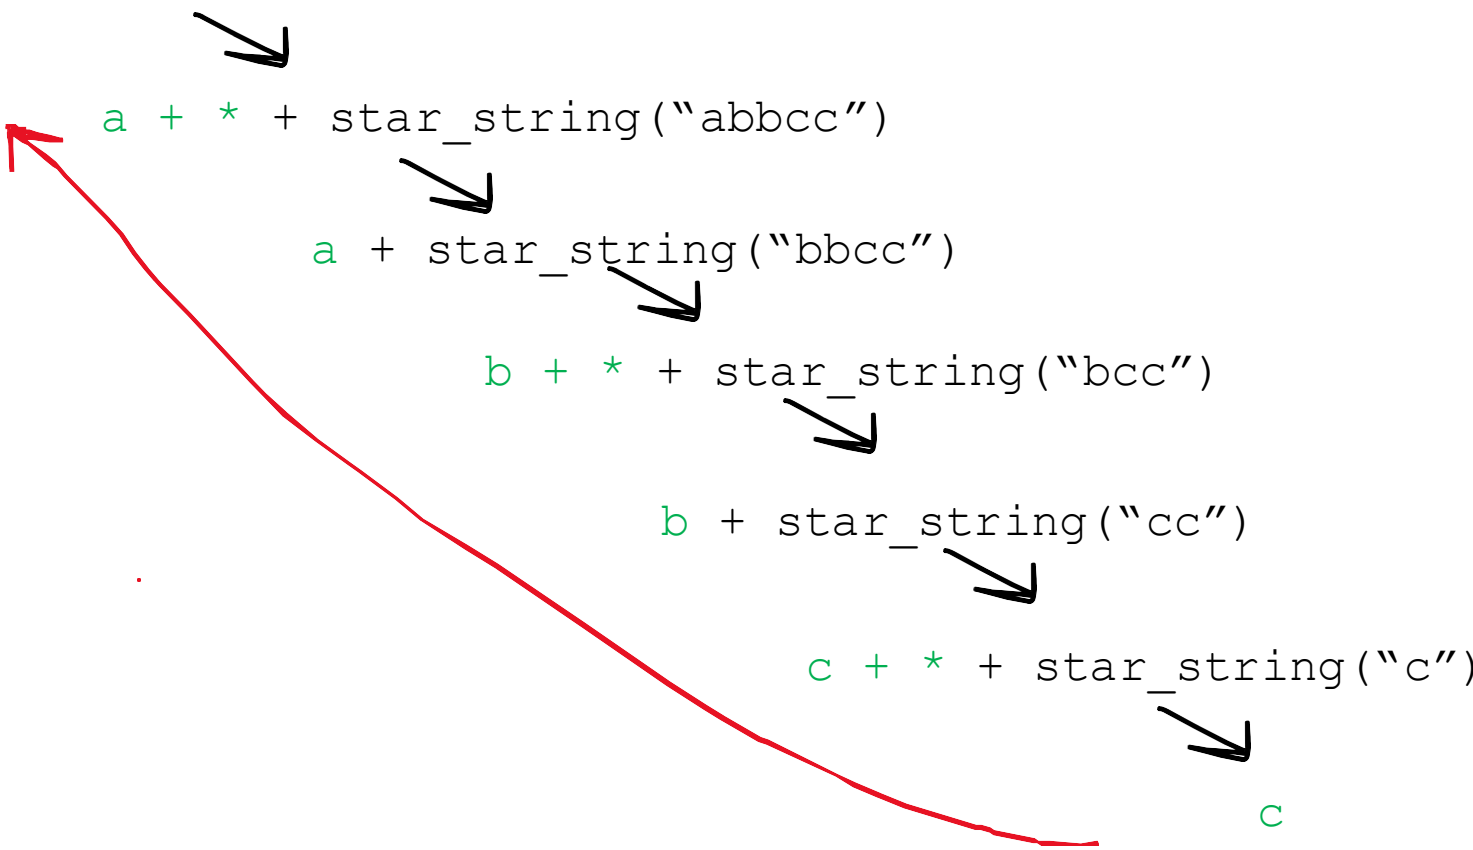 a + * + star_string(“abbcc”)
a + star_string(“bbcc”)
b + * + star_string(“bcc”)
b + star_string(“cc”)
c + * + star_string(“c”)
c